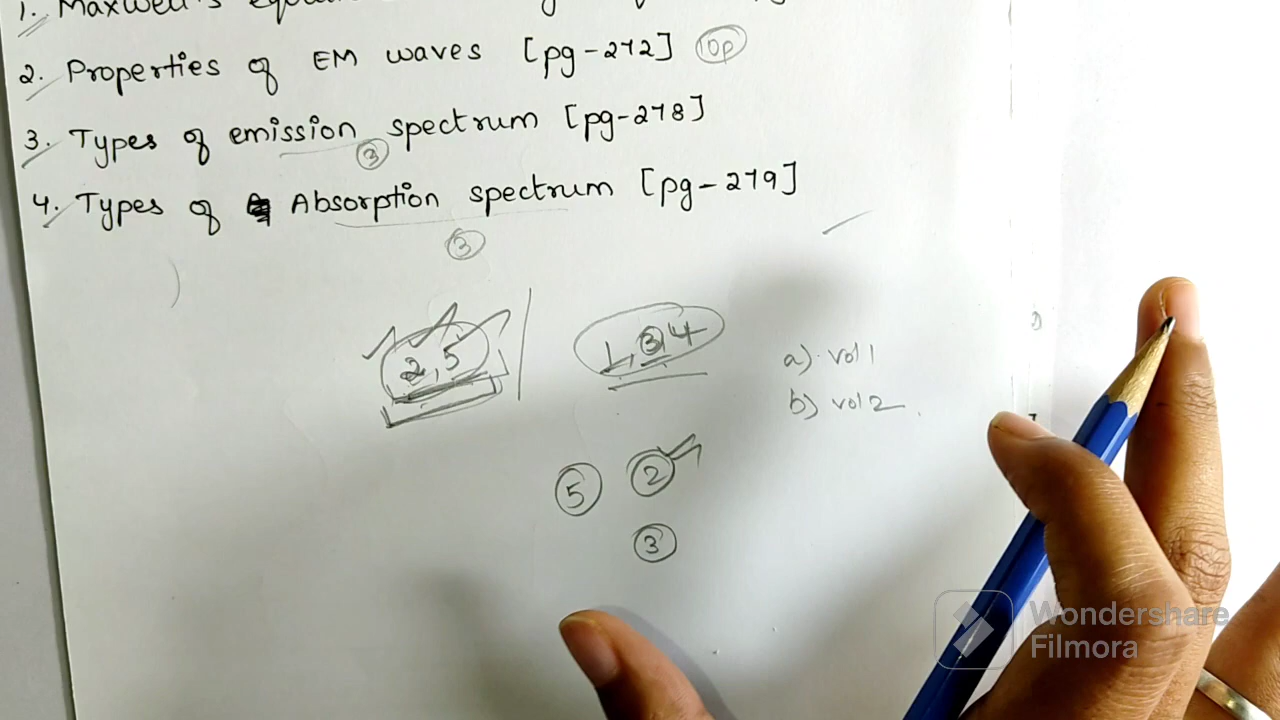 1. Maxwell's
2. Properties of EM waves [pg-272] 10p
3. Types of emission spectrum [pg-278]
3
4. Types of Absorption spectrum [pg-279]
3
2,5 1,3,4
a) vol 1
b) vol 2
5 2
3
Wondershare
Filmora